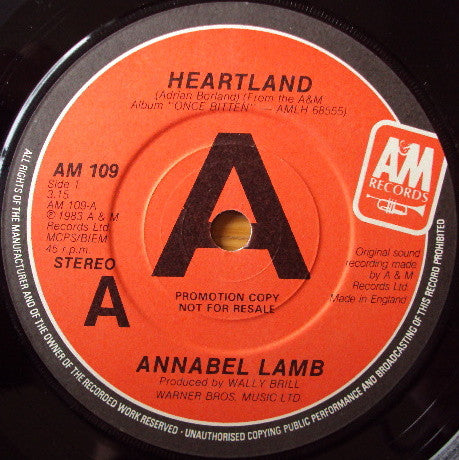 HEARTLAND
(Adrian Borland) (From the A&M
Album "ONCE BITTEN" — AMLH 68555)
AM 109
Side 1
3.15
AM 109-A
℗ 1983 A & M
Records Ltd.
MCPS/BIEM
45 r.p.m.
STEREO
A
A
A&M
RECORDS
Original sound
recording made
by A & M
Records Ltd.
Made in England
PROMOTION COPY
NOT FOR RESALE
ANNABEL LAMB
Produced by WALLY BRILL
WARNER BROS. MUSIC LTD
ALL RIGHTS OF THE MANUFACTURER AND OF THE OWNER OF THE RECORDED WORK RESERVED - UNAUTHORISED COPYING PUBLIC PERFORMANCE AND BROADCASTING OF THIS RECORD PROHIBITED